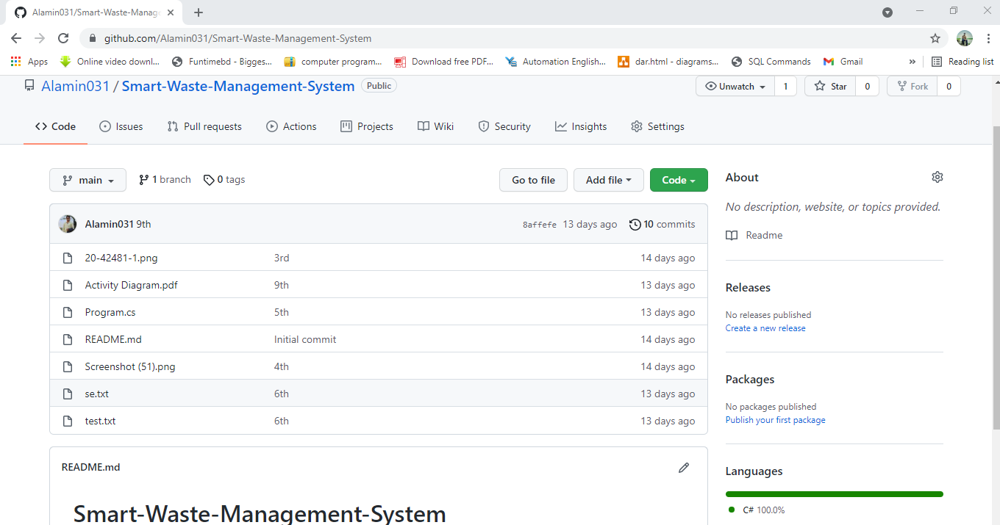 Alamin031/Smart-Waste-Manag
github.com/Alamin031/Smart-Waste-Management-System
Apps Online video downl... Funtimebd - Bigges... computer program... Download free PDF... Automation English... dar.html - diagrams... SQL Commands Gmail » Reading list
Alamin031 / Smart-Waste-Management-System Public Unwatch 1 Star 0 Fork 0
Code Issues Pull requests Actions Projects Wiki Security Insights Settings
main 1 branch 0 tags Go to file Add file Code
Alamin031 9th 8affefe 13 days ago 10 commits
20-42481-1.png 3rd 14 days ago
Activity Diagram.pdf 9th 13 days ago
Program.cs 5th 13 days ago
README.md Initial commit 14 days ago
Screenshot (51).png 4th 14 days ago
se.txt 6th 13 days ago
test.txt 6th 13 days ago
README.md
Smart-Waste-Management-System
About
No description, website, or topics provided.
Readme
Releases
No releases published
Create a new release
Packages
No packages published
Publish your first package
Languages
C# 100.0%